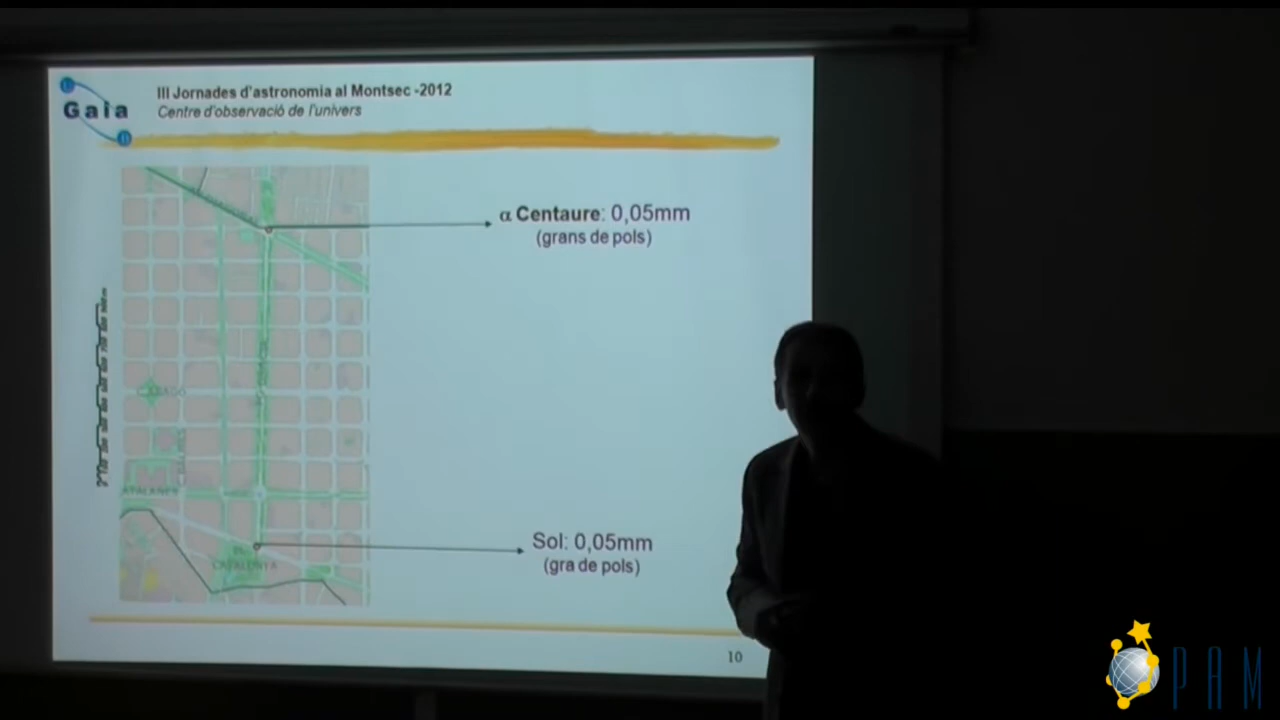 Gaia
III Jornades d'astronomia al Montsec -2012
Centre d'observació de l'univers
α Centaure: 0,05mm
(grans de pols)
Sol: 0,05mm
(gra de pols)
CATALUNYA
10
PAM